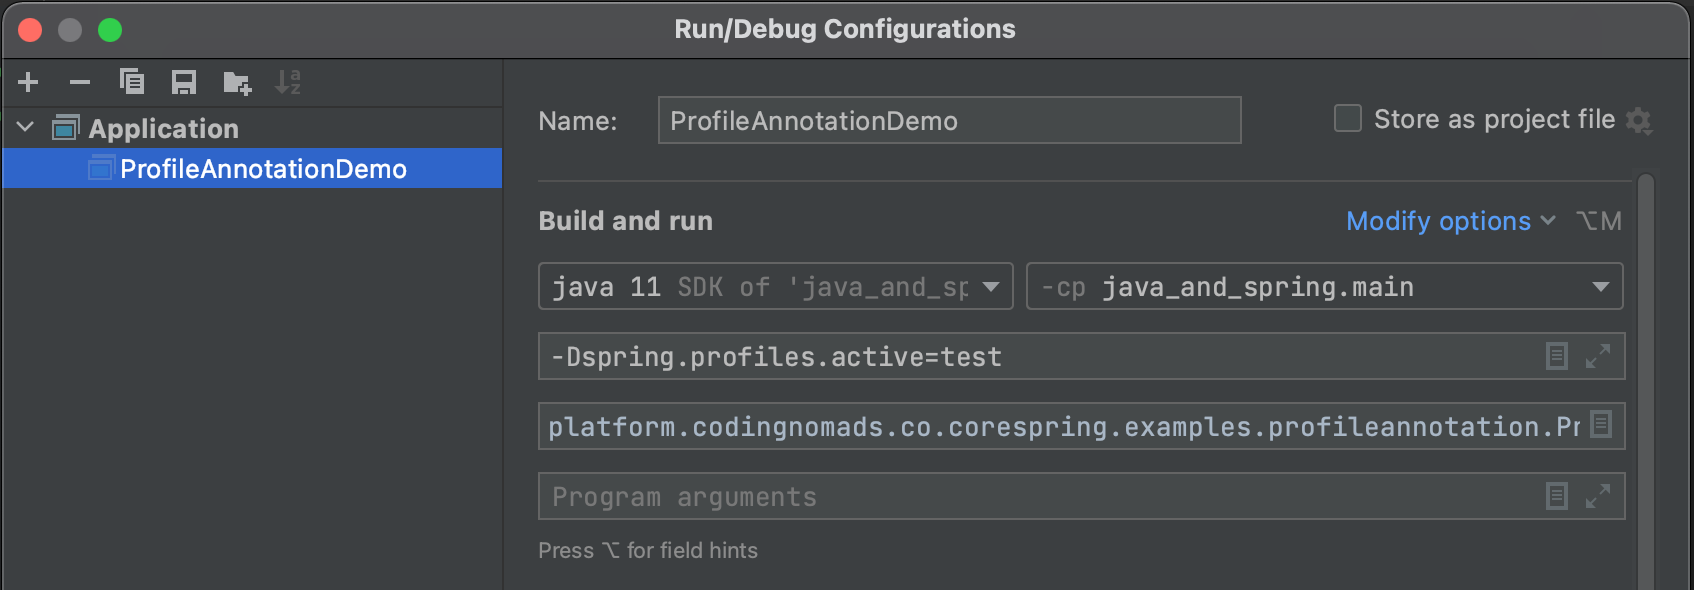 Run/Debug Configurations
Application
ProfileAnnotationDemo
Name: ProfileAnnotationDemo Store as project file
Build and run Modify options ⌥M
java 11 SDK of 'java_and_sp -cp java_and_spring.main
-Dspring.profiles.active=test
platform.codingnomads.co.corespring.examples.profileannotation.Pr
Program arguments
Press ⌥ for field hints